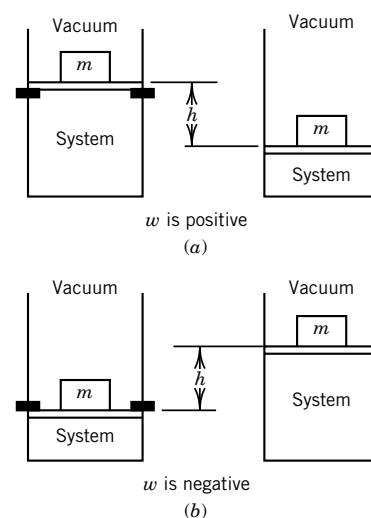 Vacuum
m
System
h
Vacuum
m
System
w is positive
(a)
Vacuum
m
System
h
Vacuum
m
System
w is negative
(b)